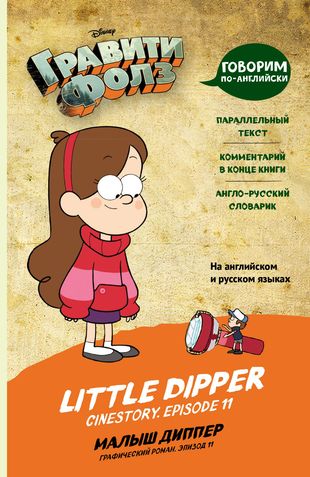 Disney
ГРАВИТИ
ФОЛЗ
ГОВОРИМ
ПО-АНГЛИЙСКИ
ПАРАЛЛЕЛЬНЫЙ
ТЕКСТ
КОММЕНТАРИЙ
В КОНЦЕ КНИГИ
АНГЛО-РУССКИЙ
СЛОВАРИК
На английском
и русском языках
LITTLE DIPPER
CINESTORY. EPISODE 11
МАЛЫШ ДИППЕР
ГРАФИЧЕСКИЙ РОМАН. ЭПИЗОД 11